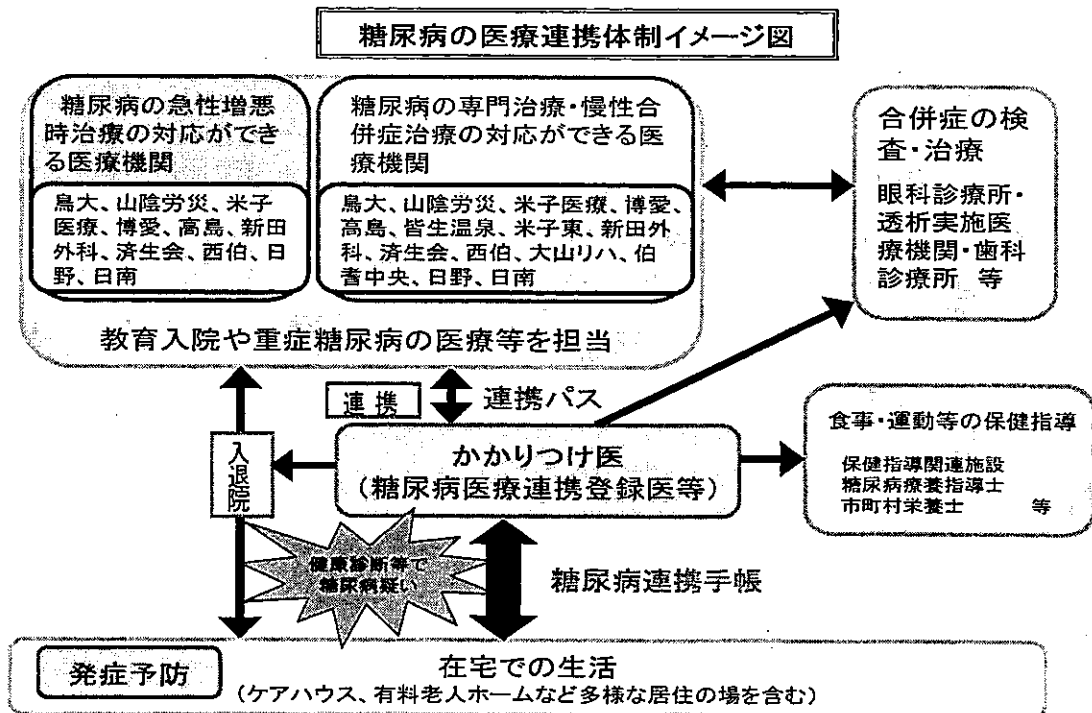 糖尿病の医療連携体制イメージ図
糖尿病の急性増悪
時治療の対応ができ
る医療機関
鳥大、山陰労災、米子
医療、博愛、高島、新田
外科、済生会、西伯、日
野、日南
糖尿病の専門治療・慢性合
併症治療の対応ができる医
療機関
鳥大、山陰労災、米子医療、博愛、
高島、皆生温泉、米子東、新田外
科、済生会、西伯、大山リハ、伯
耆中央、日野、日南
教育入院や重症糖尿病の医療等を担当
合併症の検
査・治療
眼科診療所・
透析実施医
療機関・歯科
診療所 等
連携
連携パス
入退院
かかりつけ医
(糖尿病医療連携登録医等)
食事・運動等の保健指導
保健指導関連施設
糖尿病療養指導士
市町村栄養士 等
健康診断等で
糖尿病疑い
糖尿病連携手帳
発症予防
在宅での生活
(ケアハウス、有料老人ホームなど多様な居住の場を含む)